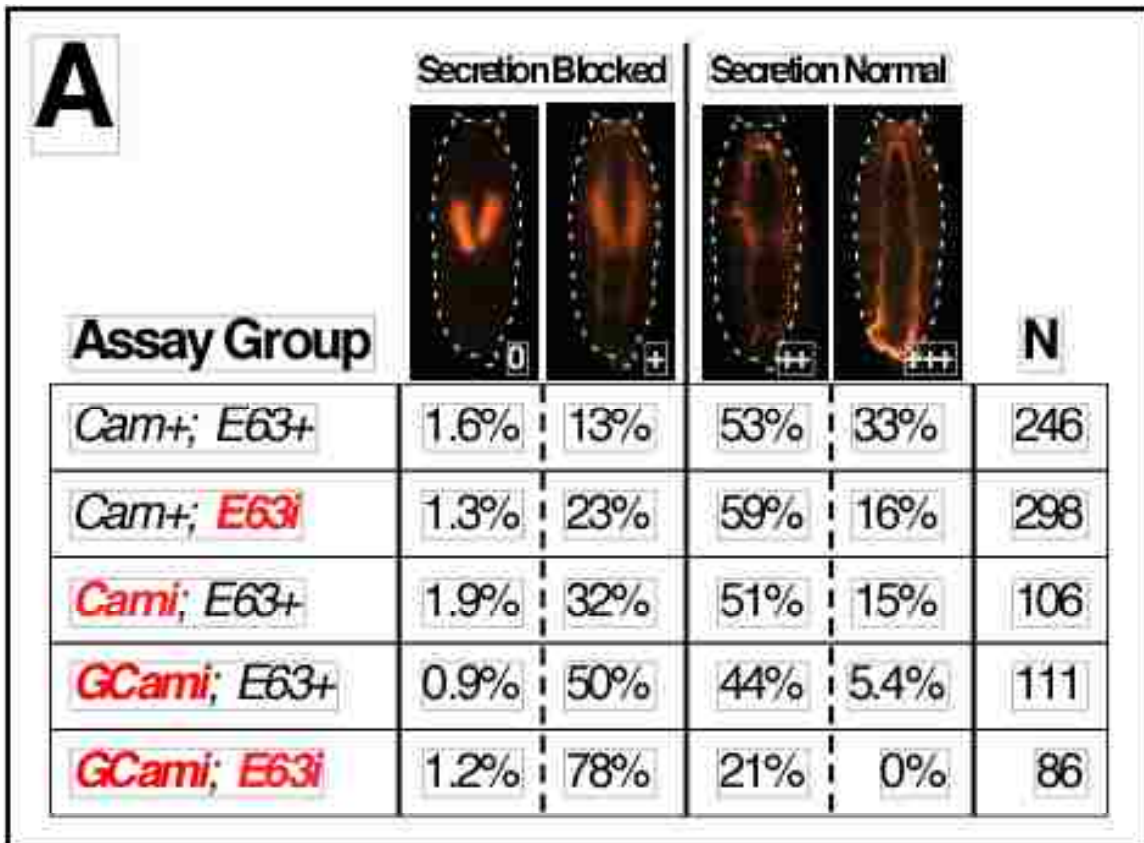 A
Secretion Blocked Secretion Normal
0 + ++ +++
Assay Group N
Cam+; E63+ 1.6% 13% 53% 33% 246
Cam+; E63i 1.3% 23% 59% 16% 298
Cami; E63+ 1.9% 32% 51% 15% 106
GCami; E63+ 0.9% 50% 44% 5.4% 111
GCami; E63i 1.2% 78% 21% 0% 86